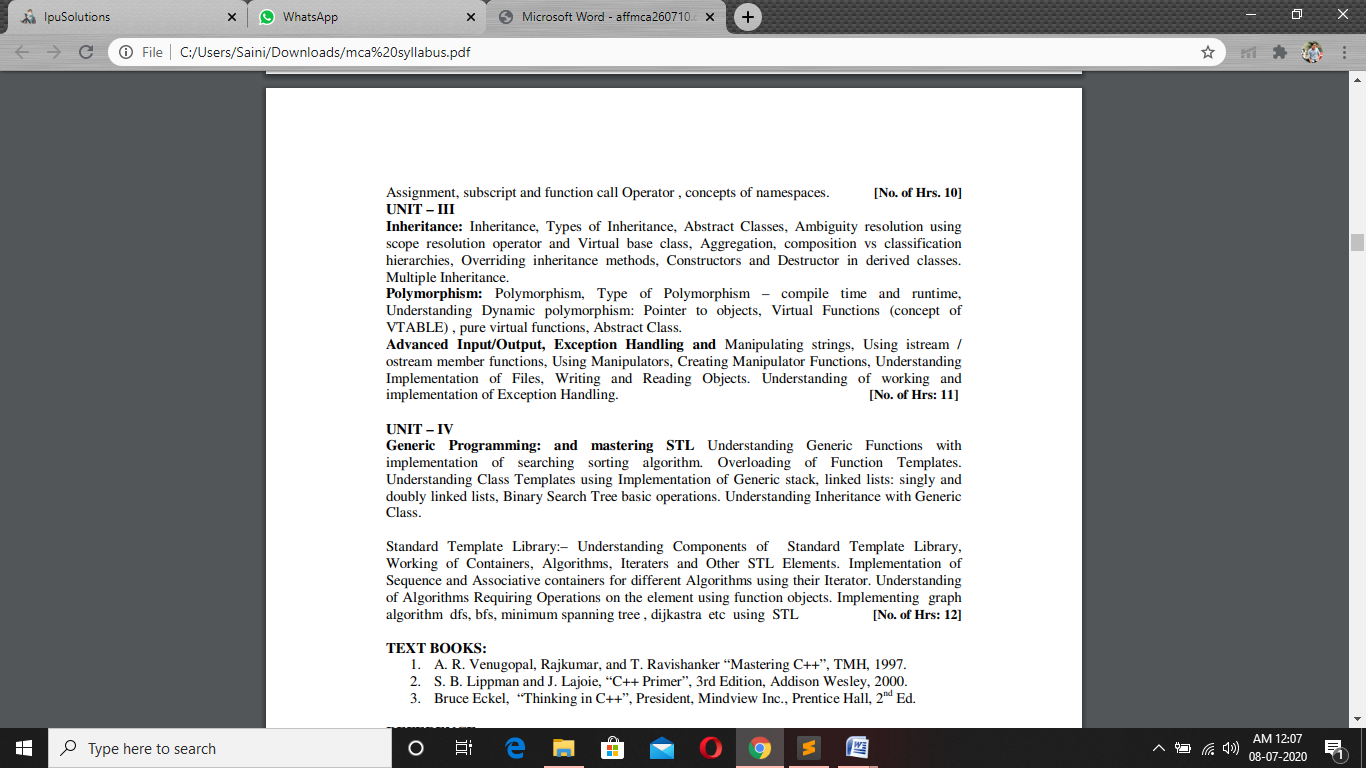 IpuSolutions
WhatsApp
Microsoft Word - affmca260710.
File
C:/Users/Saini/Downloads/mca%20syllabus.pdf
Assignment, subscript and function call Operator , concepts of namespaces. [No. of Hrs. 10]
UNIT – III
Inheritance: Inheritance, Types of Inheritance, Abstract Classes, Ambiguity resolution using
scope resolution operator and Virtual base class, Aggregation, composition vs classification
hierarchies, Overriding inheritance methods, Constructors and Destructor in derived classes.
Multiple Inheritance.
Polymorphism: Polymorphism, Type of Polymorphism – compile time and runtime,
Understanding Dynamic polymorphism: Pointer to objects, Virtual Functions (concept of
VTABLE) , pure virtual functions, Abstract Class.
Advanced Input/Output, Exception Handling and Manipulating strings, Using istream /
ostream member functions, Using Manipulators, Creating Manipulator Functions, Understanding
Implementation of Files, Writing and Reading Objects. Understanding of working and
implementation of Exception Handling. [No. of Hrs: 11]
UNIT – IV
Generic Programming: and mastering STL Understanding Generic Functions with
implementation of searching sorting algorithm. Overloading of Function Templates.
Understanding Class Templates using Implementation of Generic stack, linked lists: singly and
doubly linked lists, Binary Search Tree basic operations. Understanding Inheritance with Generic
Class.
Standard Template Library:– Understanding Components of Standard Template Library,
Working of Containers, Algorithms, Iteraters and Other STL Elements. Implementation of
Sequence and Associative containers for different Algorithms using their Iterator. Understanding
of Algorithms Requiring Operations on the element using function objects. Implementing graph
algorithm dfs, bfs, minimum spanning tree , dijkastra etc using STL [No. of Hrs: 12]
TEXT BOOKS:
1. A. R. Venugopal, Rajkumar, and T. Ravishanker “Mastering C++”, TMH, 1997.
2. S. B. Lippman and J. Lajoie, “C++ Primer”, 3rd Edition, Addison Wesley, 2000.
3. Bruce Eckel, “Thinking in C++”, President, Mindview Inc., Prentice Hall, 2nd Ed.
Type here to search
AM 12:07
08-07-2020
1